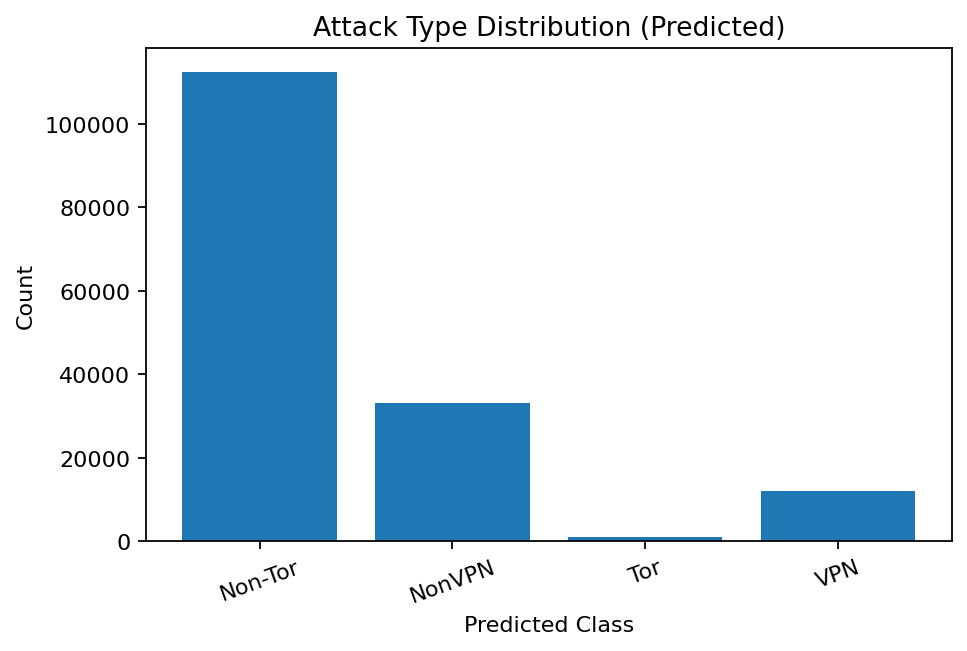 Attack Type Distribution (Predicted)
100000
80000
60000
40000
20000
0
Count
Non-Tor
NonVPN
Tor
VPN
Predicted Class